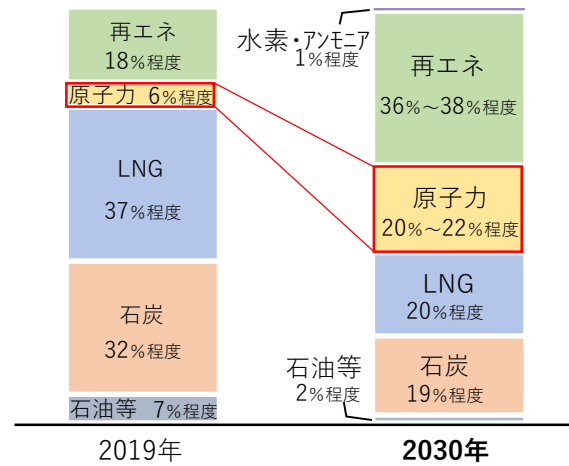 再エネ
18%程度
原子力 6%程度
LNG
37%程度
石炭
32%程度
石油等 7%程度
2019年
水素・アンモニア
1%程度
再エネ
36%～38%程度
原子力
20%～22%程度
LNG
20%程度
石炭
19%程度
石油等
2%程度
2030年